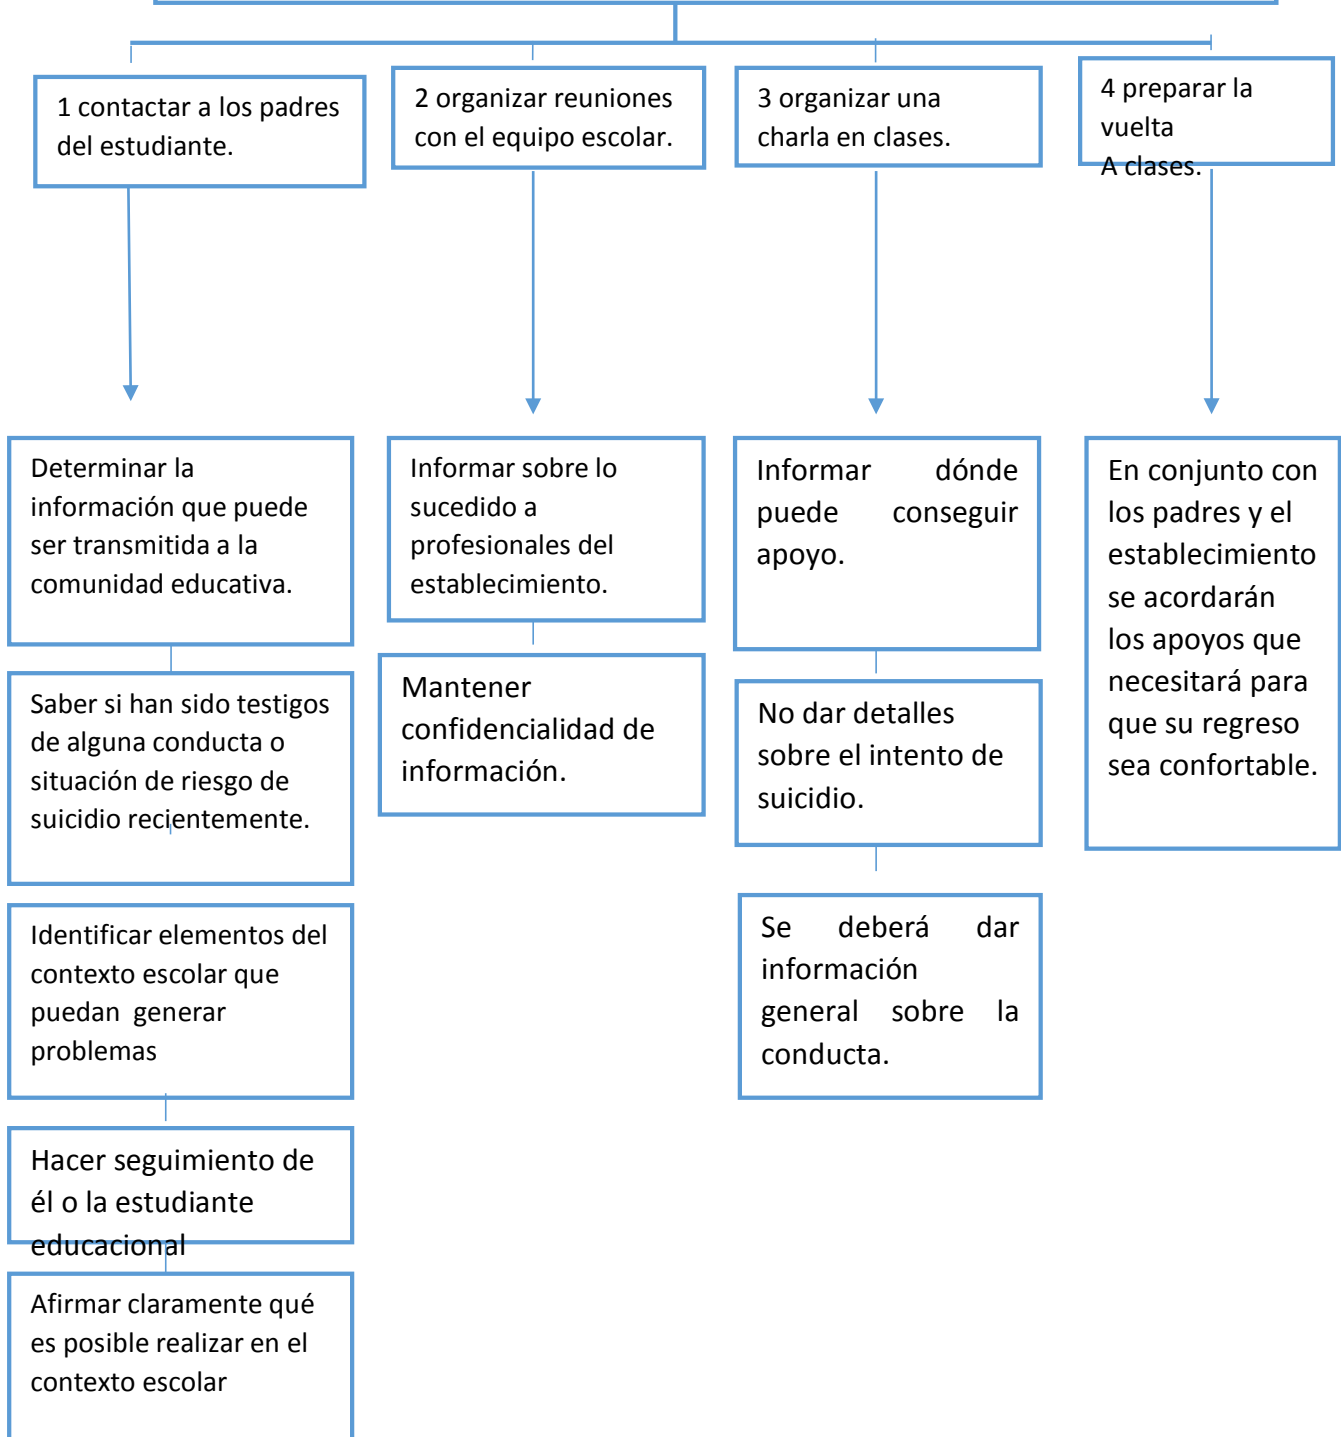 1 contactar a los padres
del estudiante.
2 organizar reuniones
con el equipo escolar.
3 organizar una
charla en clases.
4 preparar la
vuelta
A clases.
Determinar la
información que puede
ser transmitida a la
comunidad educativa.
Saber si han sido testigos
de alguna conducta o
situación de riesgo de
suicidio recientemente.
Identificar elementos del
contexto escolar que
puedan generar
problemas
Hacer seguimiento de
él o la estudiante
educacional
Afirmar claramente qué
es posible realizar en el
contexto escolar
Informar sobre lo
sucedido a
profesionales del
establecimiento.
Mantener
confidencialidad de
información.
Informar dónde
puede conseguir
apoyo.
No dar detalles
sobre el intento de
suicidio.
Se deberá dar
información
general sobre la
conducta.
En conjunto con
los padres y el
establecimiento
se acordarán
los apoyos que
necesitará para
que su regreso
sea confortable.